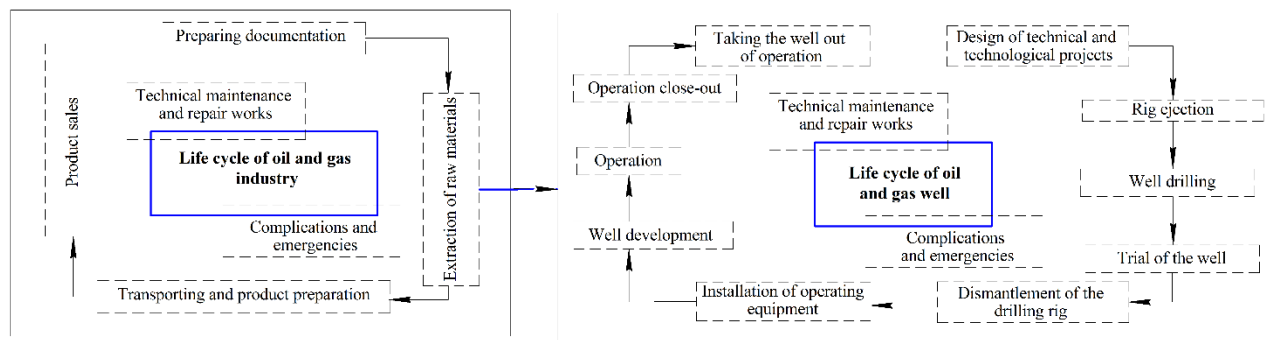 Preparing documentation
Technical maintenance
and repair works
Product sales
Life cycle of oil and gas
industry
Extraction of raw materials
Complications and
emergencies
Transporting and product preparation
Taking the well out
of operation
Design of technical and
technological projects
Operation close-out
Technical maintenance
and repair works
Rig ejection
Operation
Life cycle of oil
and gas well
Well drilling
Well development
Complications
and emergencies
Trial of the well
Installation of operating
equipment
Dismantlement of the
drilling rig